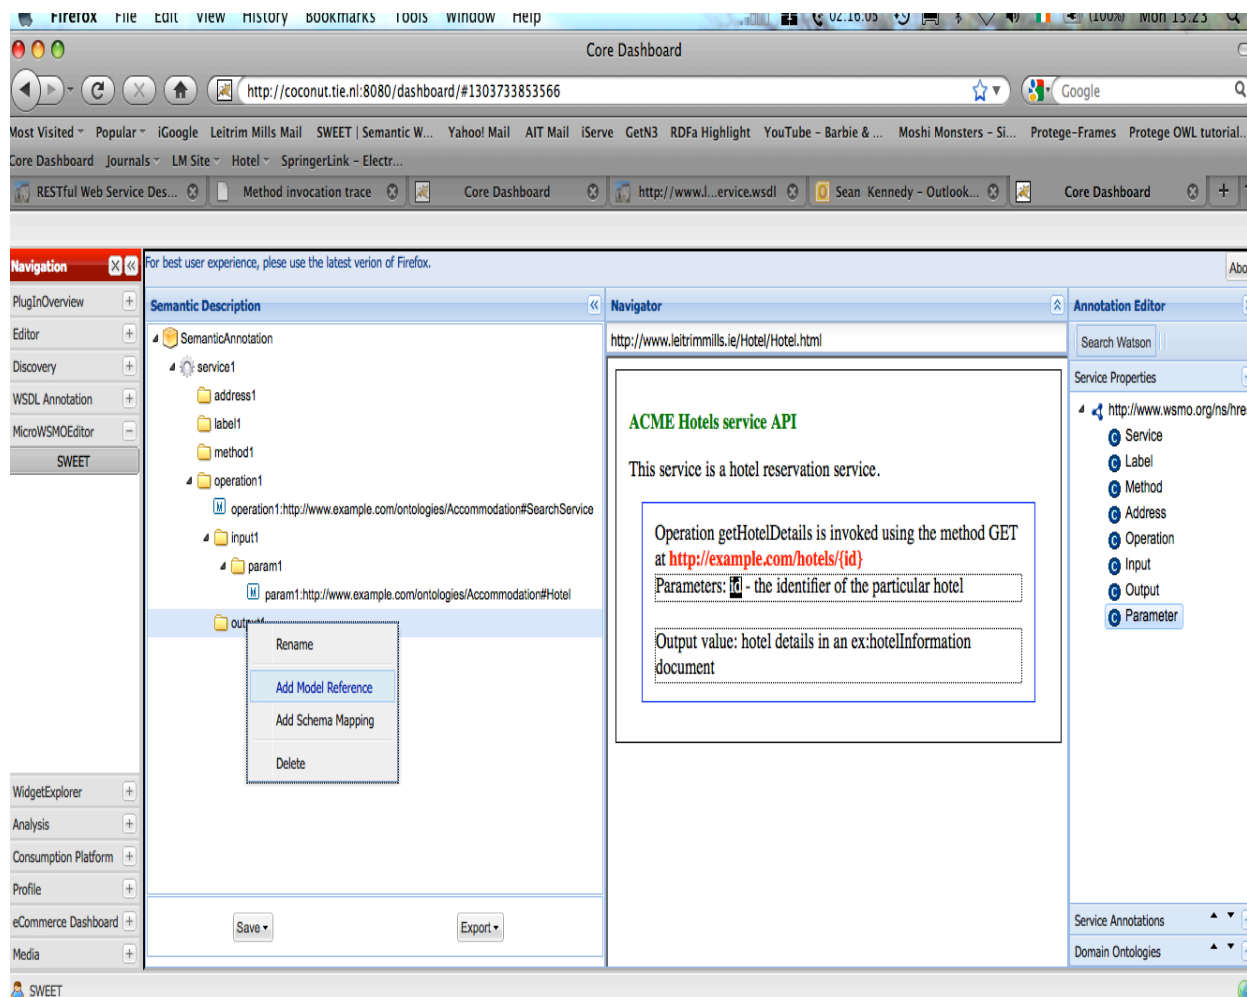 Firefox File Edit View History Bookmarks Tools Window Help 02:16:05 (100%) Mon 13:23
Core Dashboard
http://coconut.tie.nl:8080/dashboard/#1303733853566
Google
Most Visited Popular iGoogle Leitrim Mills Mail SWEET | Semantic W... Yahoo! Mail AIT Mail iServe GetN3 RDFa Highlight YouTube – Barbie & ... Moshi Monsters – Si... Protege–Frames Protege OWL tutorial...
Core Dashboard Journals LM Site Hotel SpringerLink – Electr...
RESTful Web Service Des... Method invocation trace Core Dashboard http://www.l...ervice.wsdl Sean Kennedy – Outlook... Core Dashboard
Navigation
For best user experience, plese use the latest verion of Firefox.
Abo
PlugInOverview
Editor
Discovery
WSDL Annotation
MicroWSMOEditor
SWEET
WidgetExplorer
Analysis
Consumption Platform
Profile
eCommerce Dashboard
Media
Semantic Description
SemanticAnnotation
service1
address1
label1
method1
operation1
operation1:http://www.example.com/ontologies/Accommodation#SearchService
input1
param1
param1:http://www.example.com/ontologies/Accommodation#Hotel
output1
Rename
Add Model Reference
Add Schema Mapping
Delete
Save
Export
Navigator
http://www.leitrimmills.ie/Hotel/Hotel.html
ACME Hotels service API
This service is a hotel reservation service.
Operation getHotelDetails is invoked using the method GET
at http://example.com/hotels/{id}
Parameters: id - the identifier of the particular hotel
Output value: hotel details in an ex:hotelInformation
document
Annotation Editor
Search Watson
Service Properties
http://www.wsmo.org/ns/hre
Service
Label
Method
Address
Operation
Input
Output
Parameter
Service Annotations
Domain Ontologies
SWEET